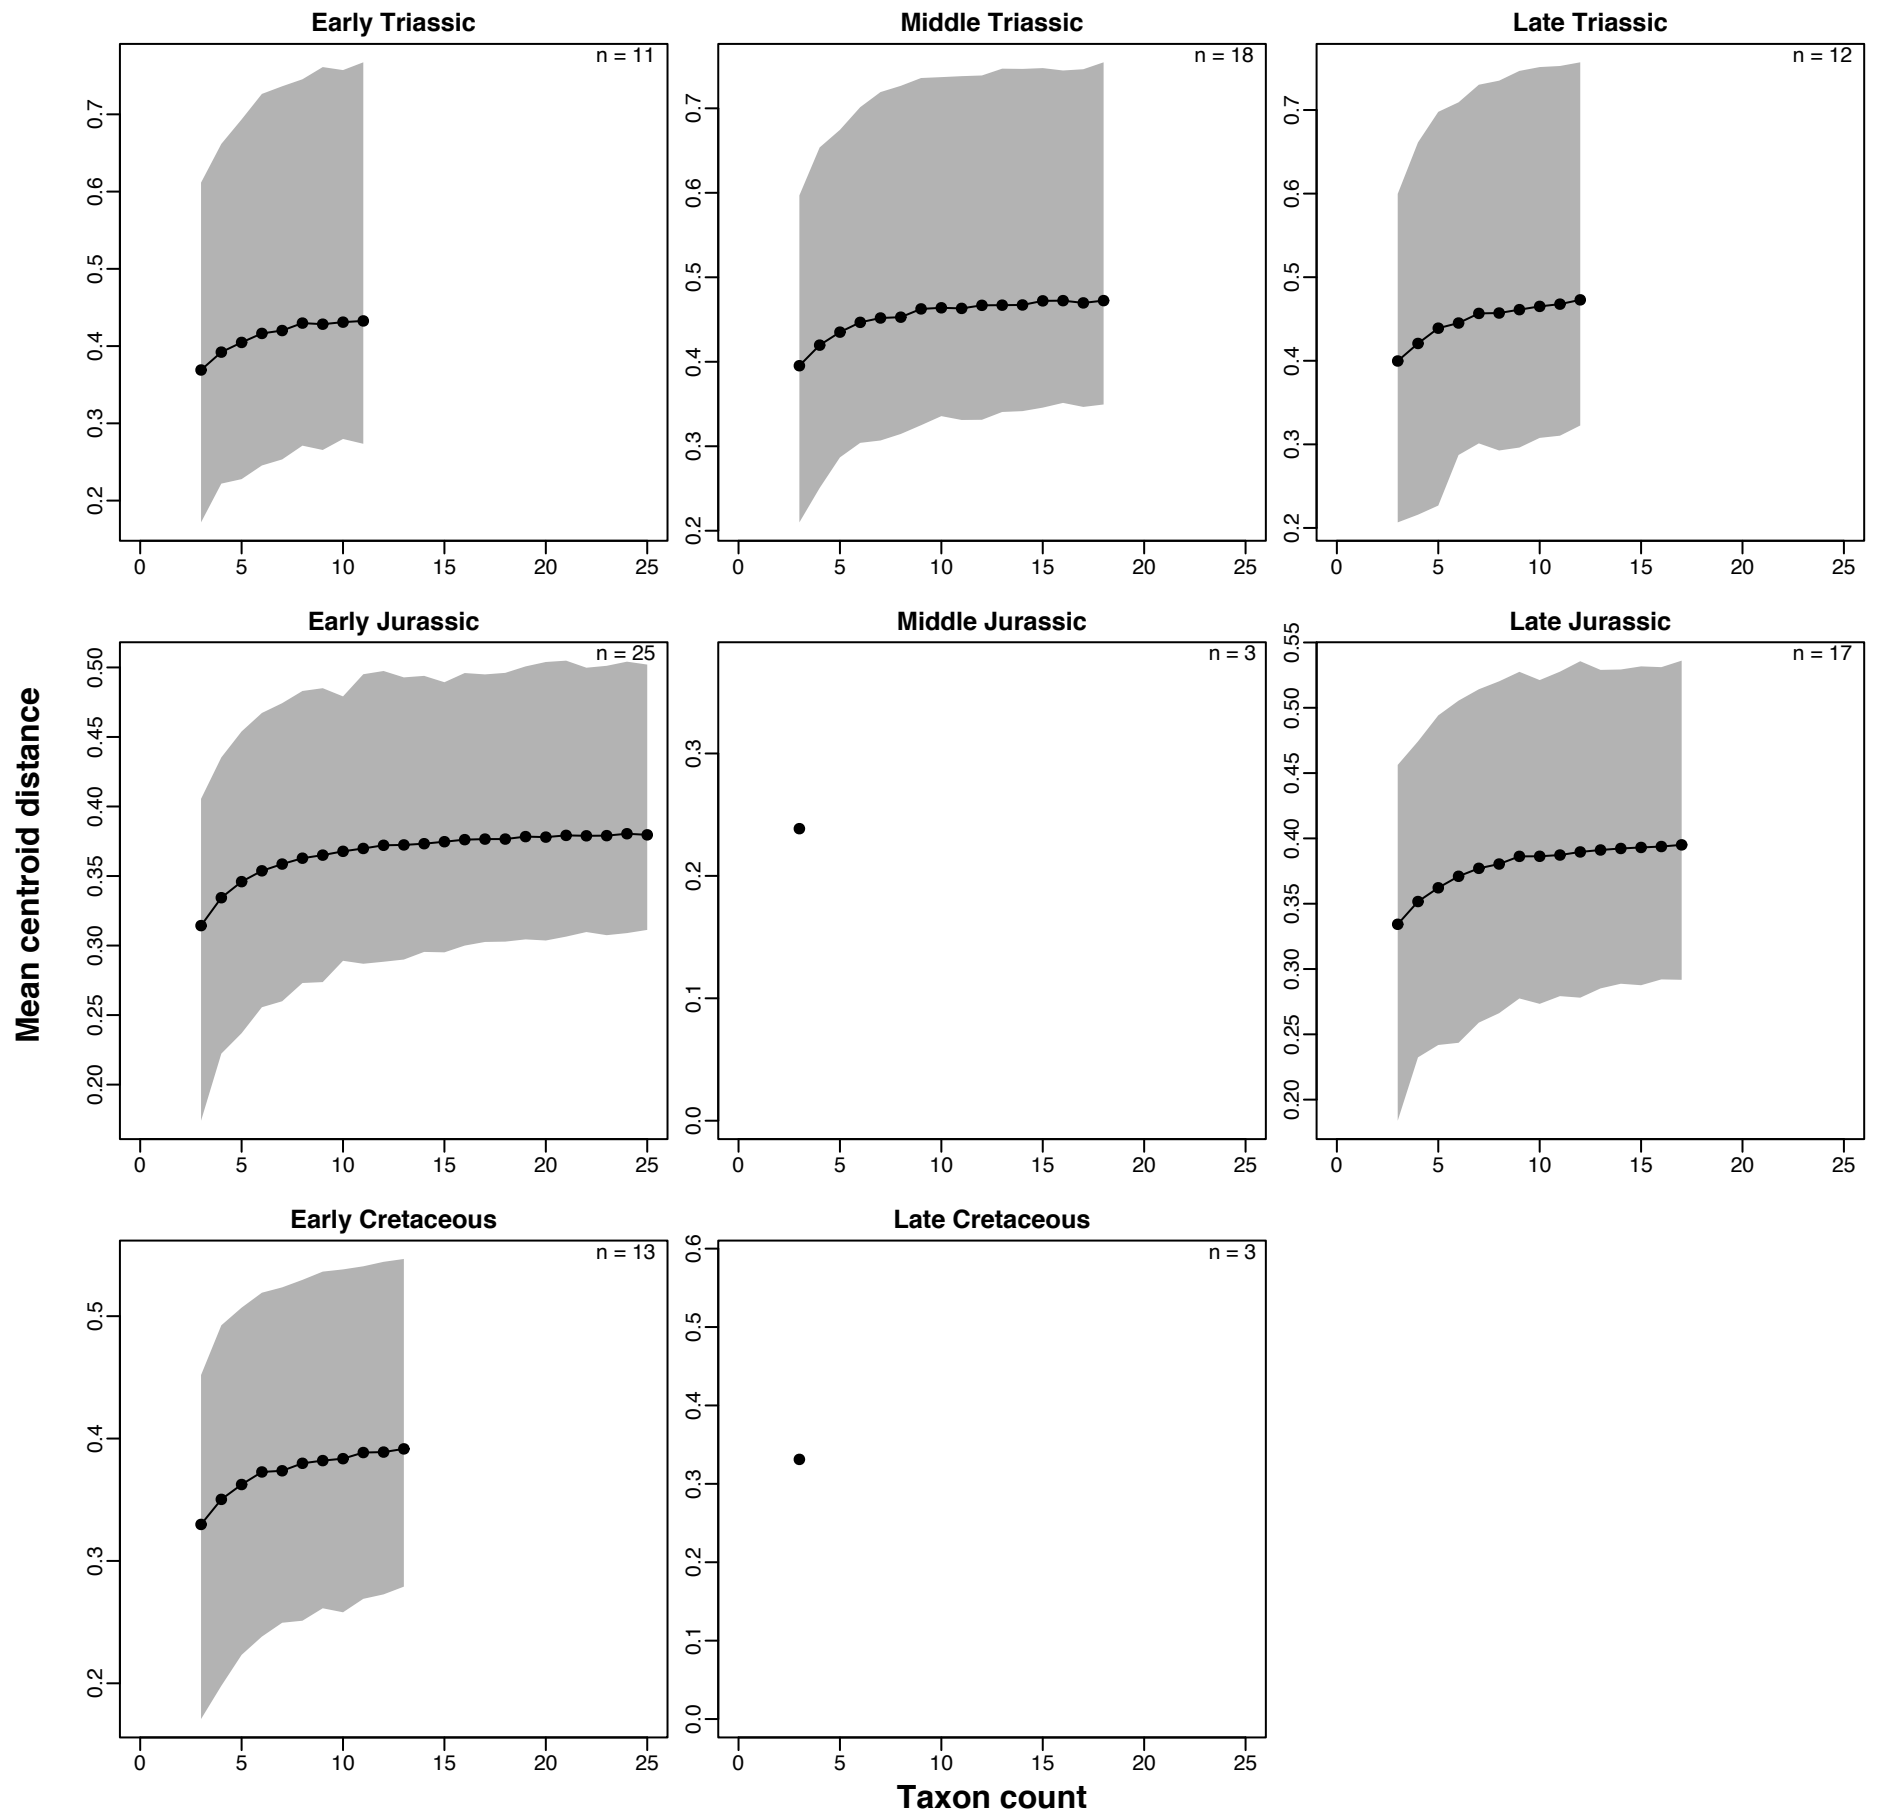 Early Triassic
n = 11
0.7
0.6
0.5
0.4
0.3
0.2
0 5 10 15 20 25
Middle Triassic
n = 18
0.7
0.6
0.5
0.4
0.3
0.2
0 5 10 15 20 25
Late Triassic
n = 12
0.7
0.6
0.5
0.4
0.3
0.2
0 5 10 15 20 25
Mean centroid distance
Early Jurassic
n = 25
0.50
0.45
0.40
0.35
0.30
0.25
0.20
0 5 10 15 20 25
Middle Jurassic
n = 3
0.3
0.2
0.1
0.0
0 5 10 15 20 25
Late Jurassic
n = 17
0.55
0.50
0.45
0.40
0.35
0.30
0.25
0.20
0 5 10 15 20 25
Early Cretaceous
n = 13
0.5
0.4
0.3
0.2
0 5 10 15 20 25
Late Cretaceous
n = 3
0.6
0.5
0.4
0.3
0.2
0.1
0.0
0 5 10 15 20 25
Taxon count